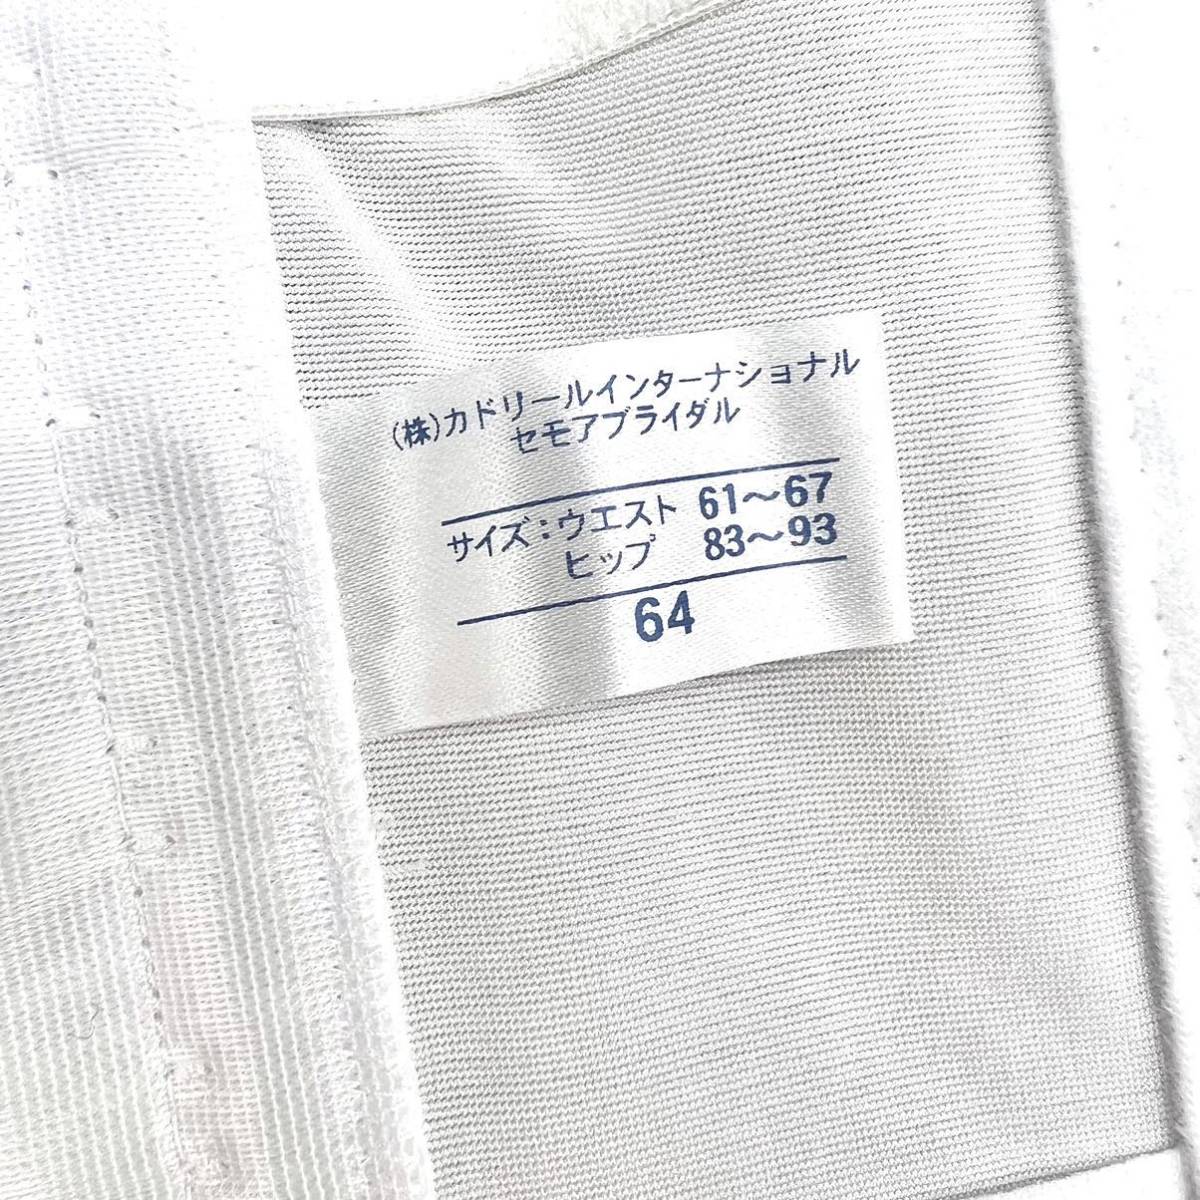 (株)カドリールインターナショナル
セモアブライダル
サイズ：ウエスト 61〜67
ヒップ 83〜93
64